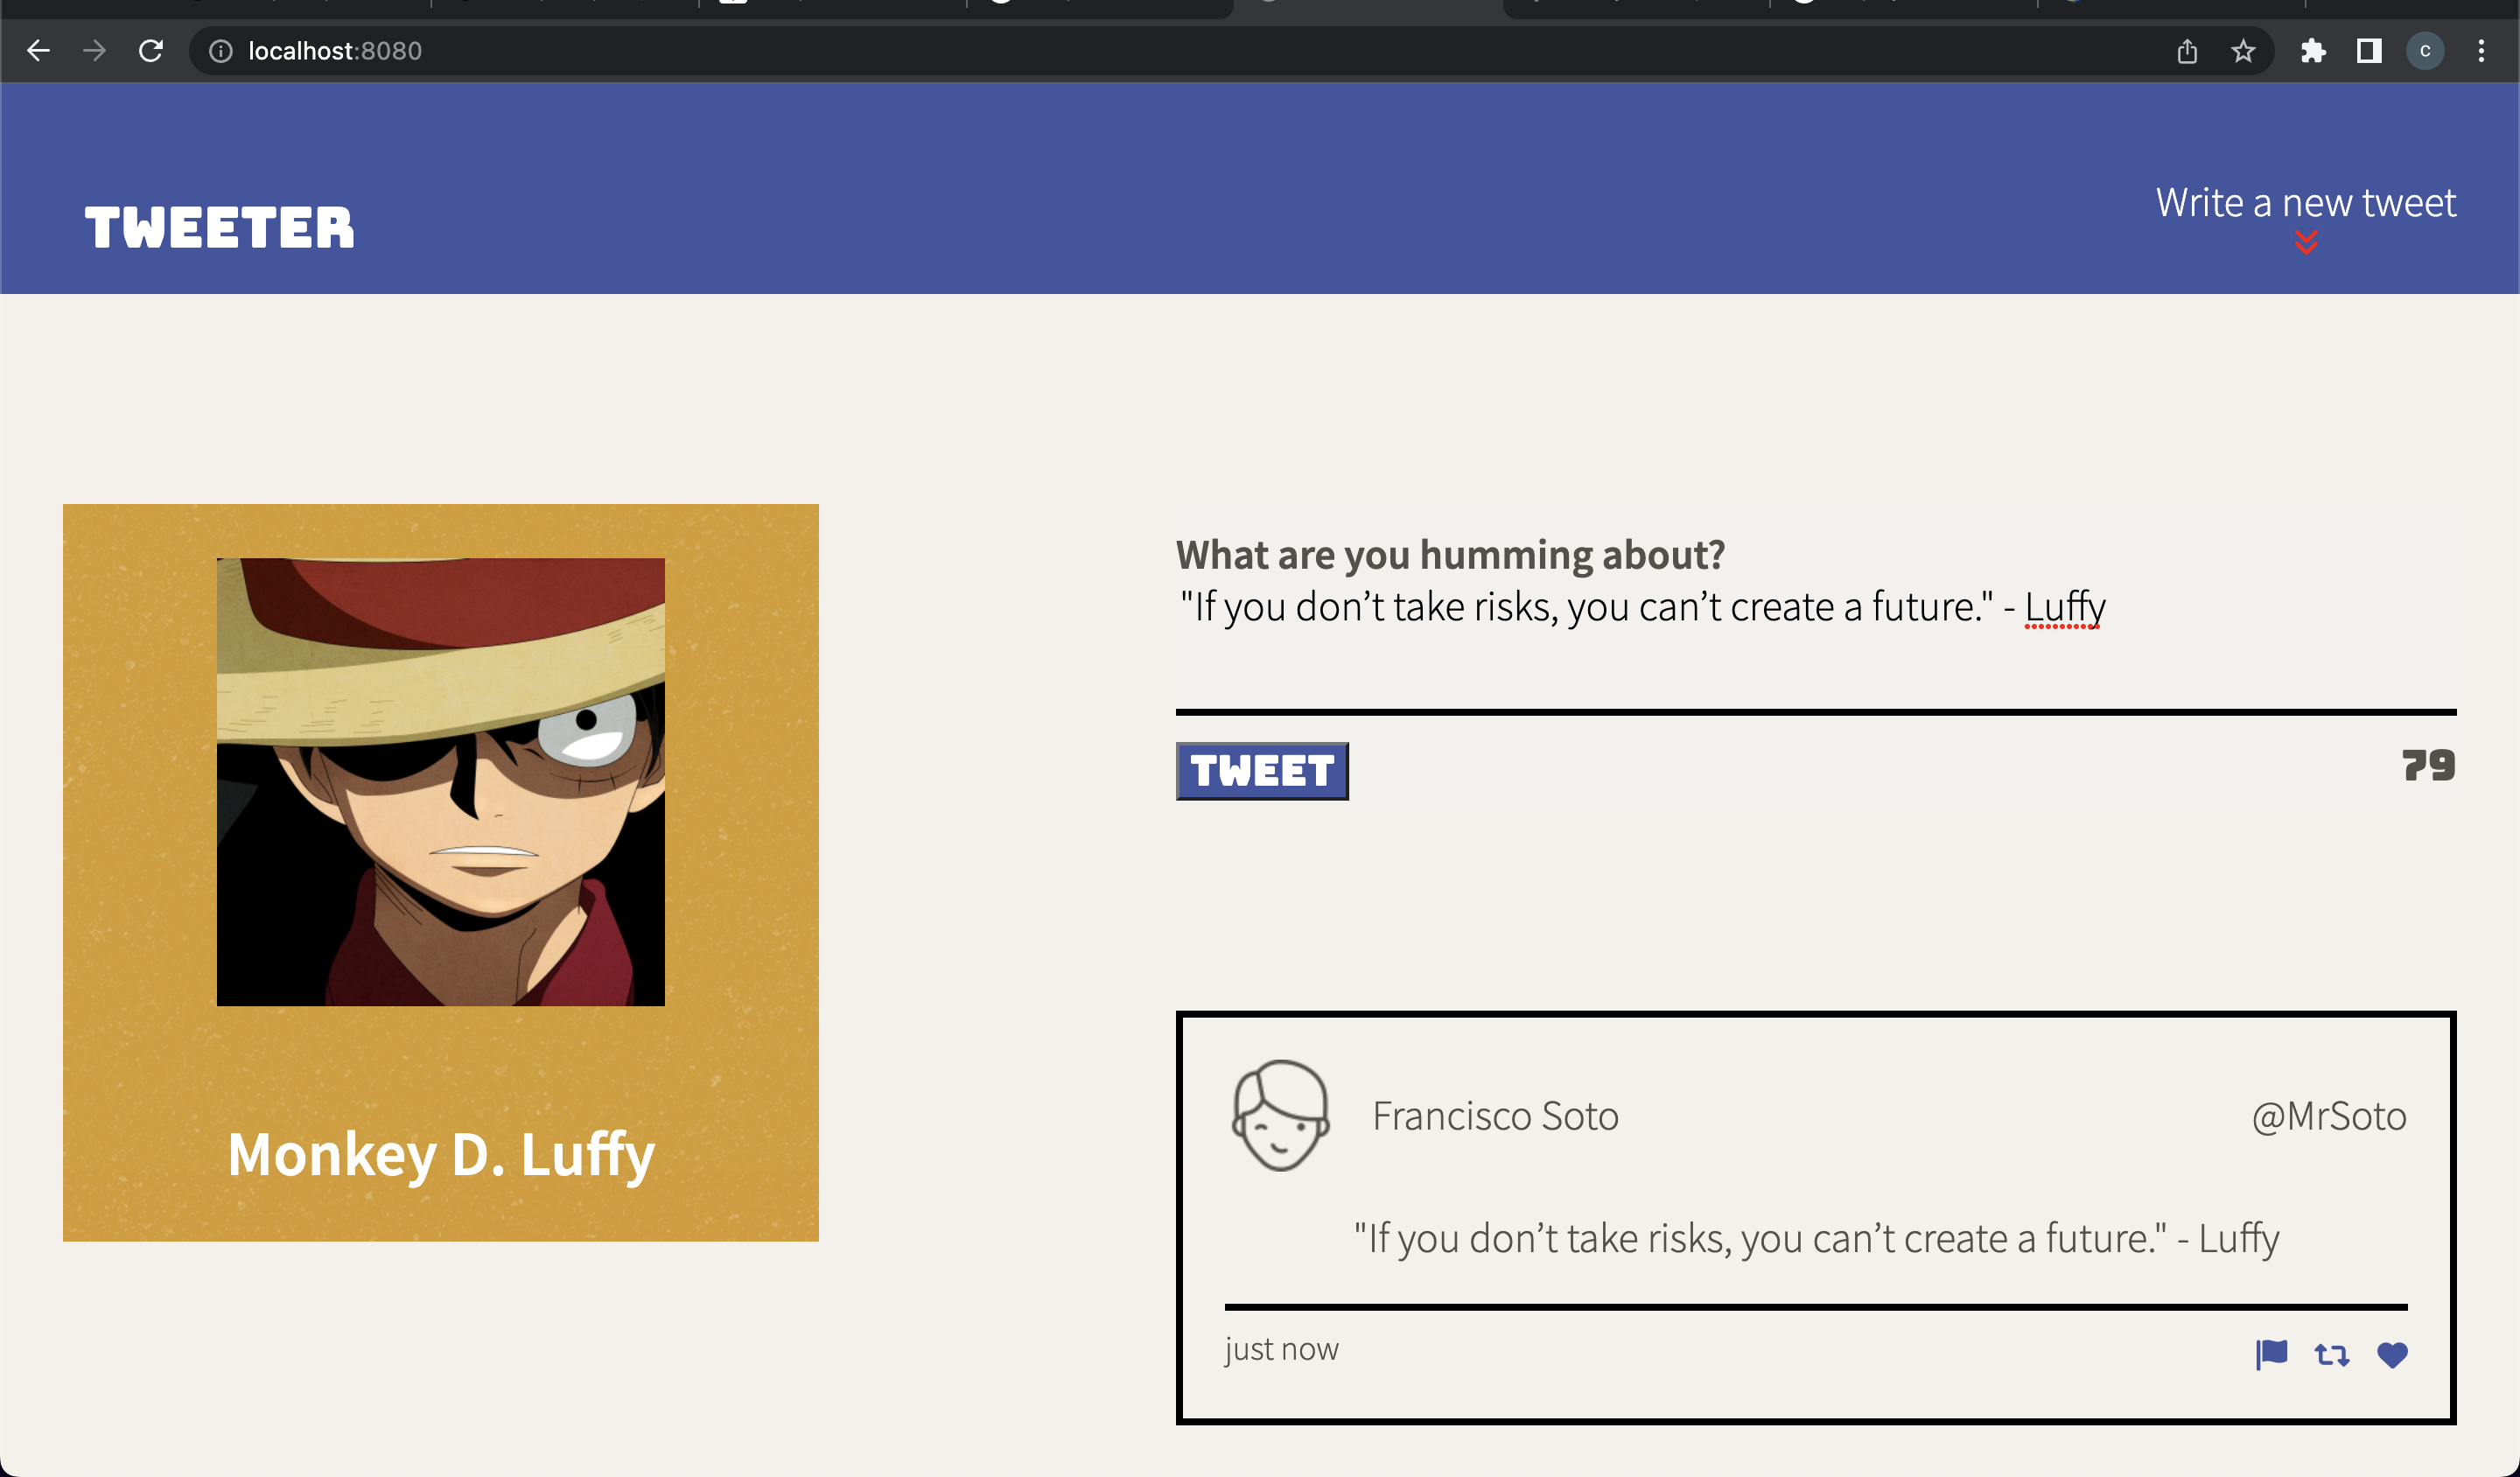 localhost:8080
C
TWEETER
Write a new tweet
What are you humming about?
"If you don’t take risks, you can’t create a future." - Luffy
TWEET
79
Monkey D. Luffy
Francisco Soto
@MrSoto
"If you don’t take risks, you can’t create a future." - Luffy
just now